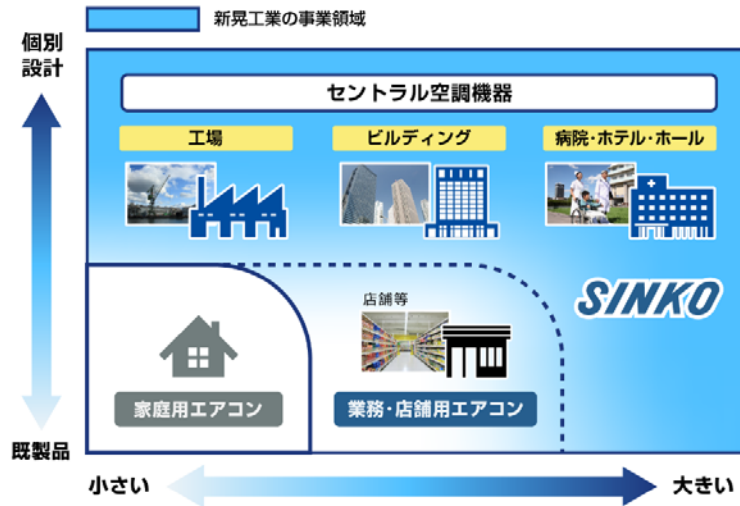 新晃工業の事業領域
個別
設計
セントラル空調機器
工場
ビルディング
病院・ホテル・ホール
SINKO
店舗等
家庭用エアコン
業務・店舗用エアコン
既製品
小さい
大きい